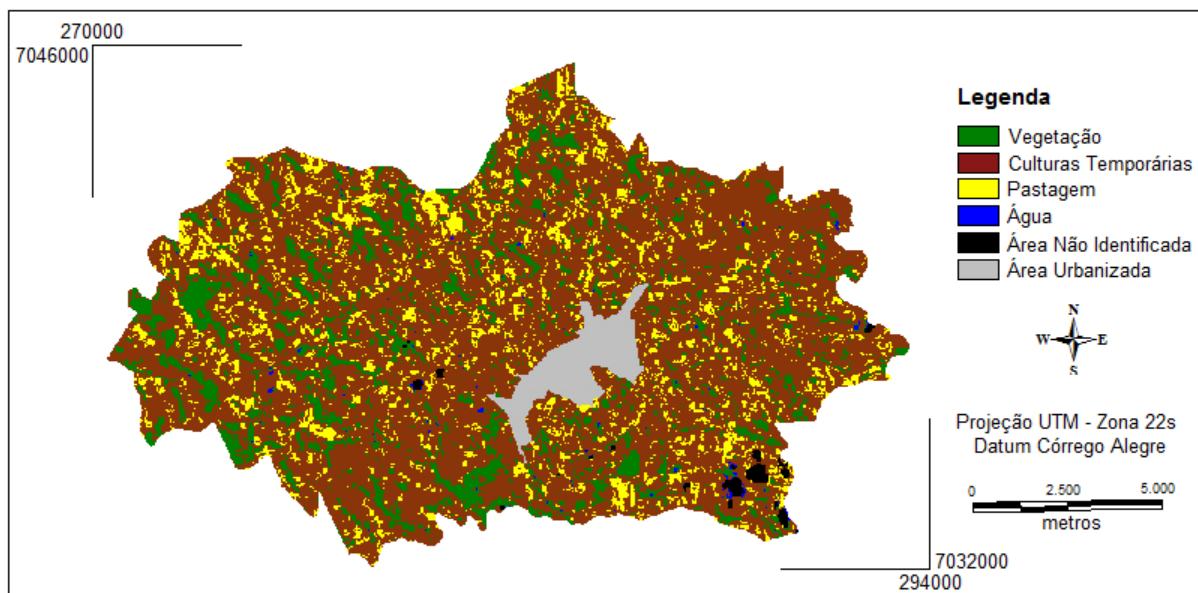 270000
7046000
Legenda
Vegetação
Culturas Temporárias
Pastagem
Água
Área Não Identificada
Área Urbanizada
N
W E
S
Projeção UTM - Zona 22s
Datum Córrego Alegre
0 2.500 5.000
metros
7032000
294000